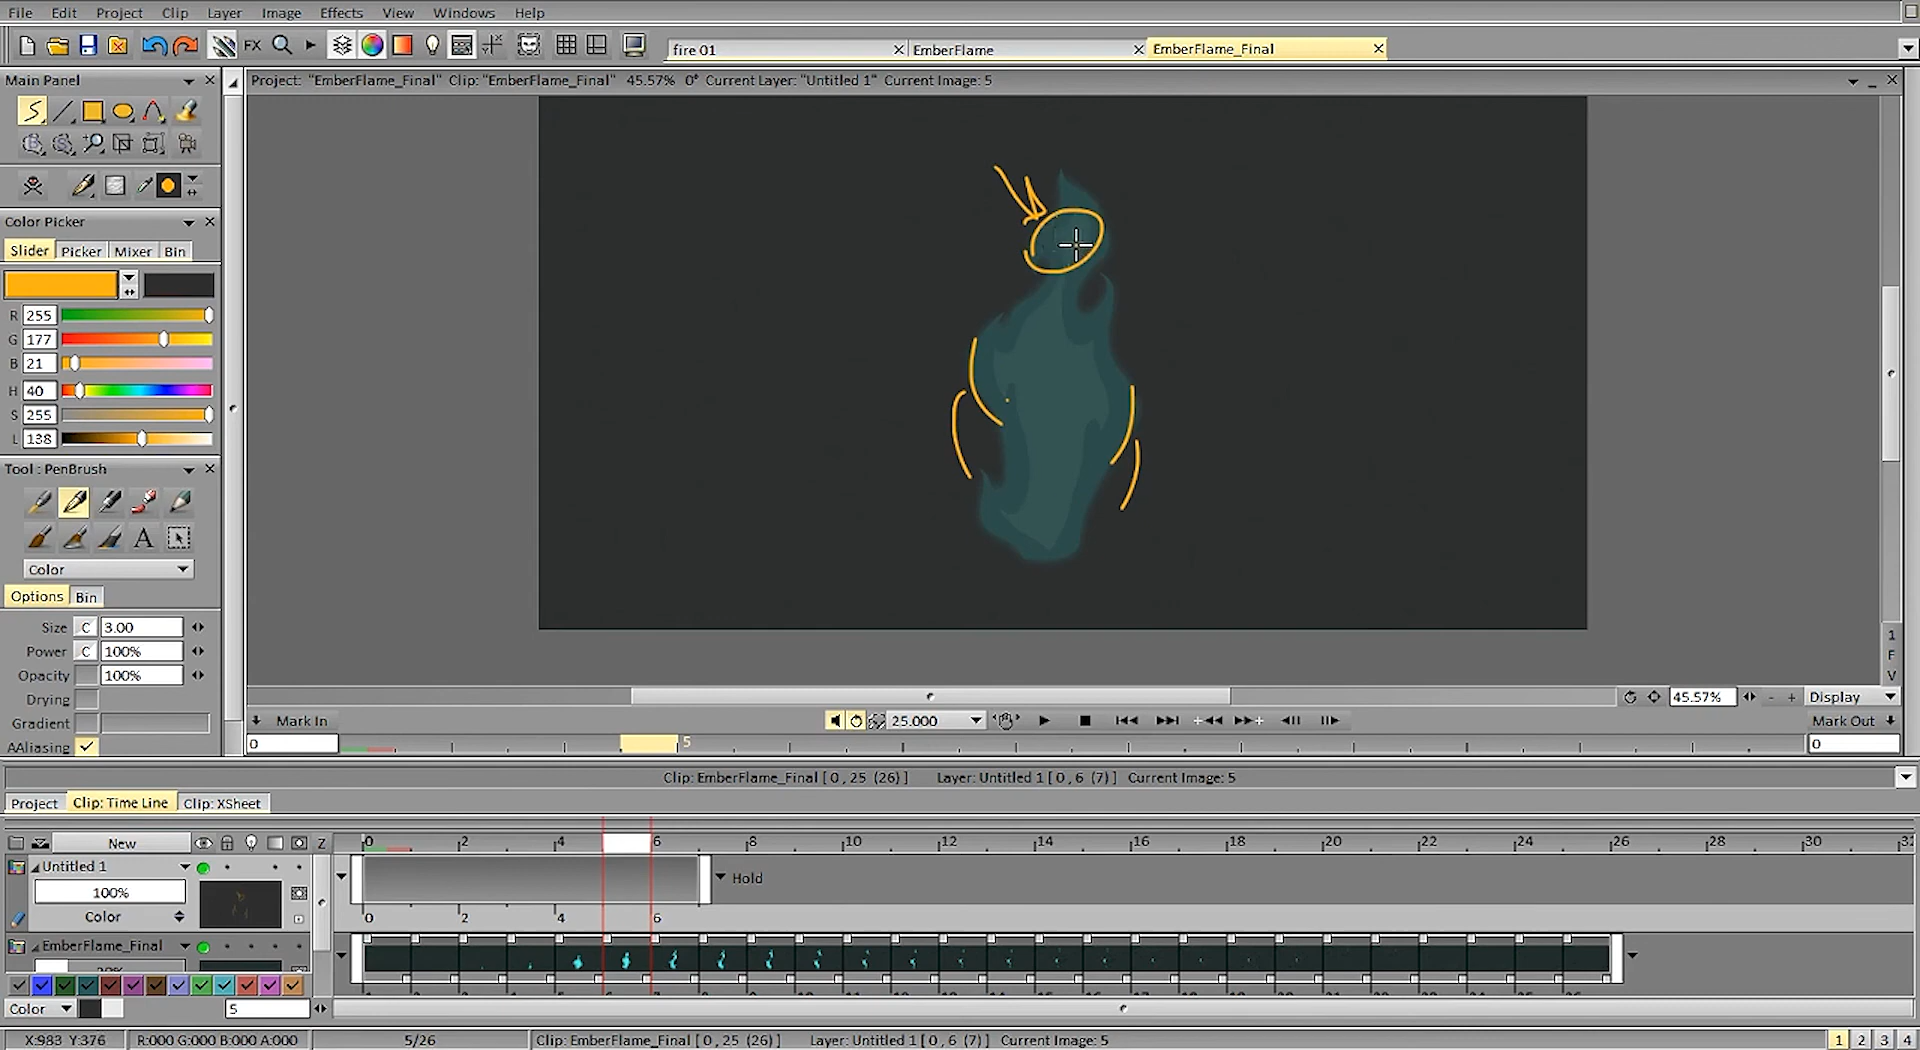 File Edit Project Clip Layer Image Effects View Windows Help
FX fire 01 EmberFlame EmberFlame_Final
Main Panel
Project: "EmberFlame_Final" Clip: "EmberFlame_Final" 45.57% 0° Current Layer: "Untitled 1" Current Image: 5
Color Picker
Slider Picker Mixer Bin
R 255
G 177
B 21
H 40
S 255
L 138
Tool : PenBrush
A
Color
Options Bin
Size C 3.00
Power C 100%
Opacity 100%
Drying
Gradient
AAliasing
1
F
V
45.57% - + Display
Mark In 25.000 Mark Out
0 5 0
Clip: EmberFlame_Final [ 0 , 25 (26) ] Layer: Untitled 1 [ 0 , 6 (7) ] Current Image: 5
Project Clip: Time Line Clip: XSheet
New Z 0 2 4 6 8 10 12 14 16 18 20 22 24 26 28 30 32
Untitled 1
100% Hold
Color 0 2 4 6
EmberFlame_Final
Color 5
X:983 Y:376 R:000 G:000 B:000 A:000 5/26 Clip: EmberFlame_Final [ 0 , 25 (26) ] Layer: Untitled 1 [ 0 , 6 (7) ] Current Image: 5 1 2 3 4